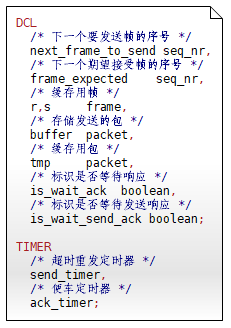 DCL
/* 下一个要发送帧的序号 */
next_frame_to_send seq_nr,
/* 下一个期望接受帧的序号 */
frame_expected seq_nr,
/* 缓存用帧 */
r,s frame,
/* 存储发送的包 */
buffer packet,
/* 缓存用包 */
tmp packet,
/* 标识是否等待响应 */
is_wait_ack boolean,
/* 标识是否等待发送响应 */
is_wait_send_ack boolean;

TIMER
/* 超时重发定时器 */
send_timer,
/* 便车定时器 */
ack_timer;